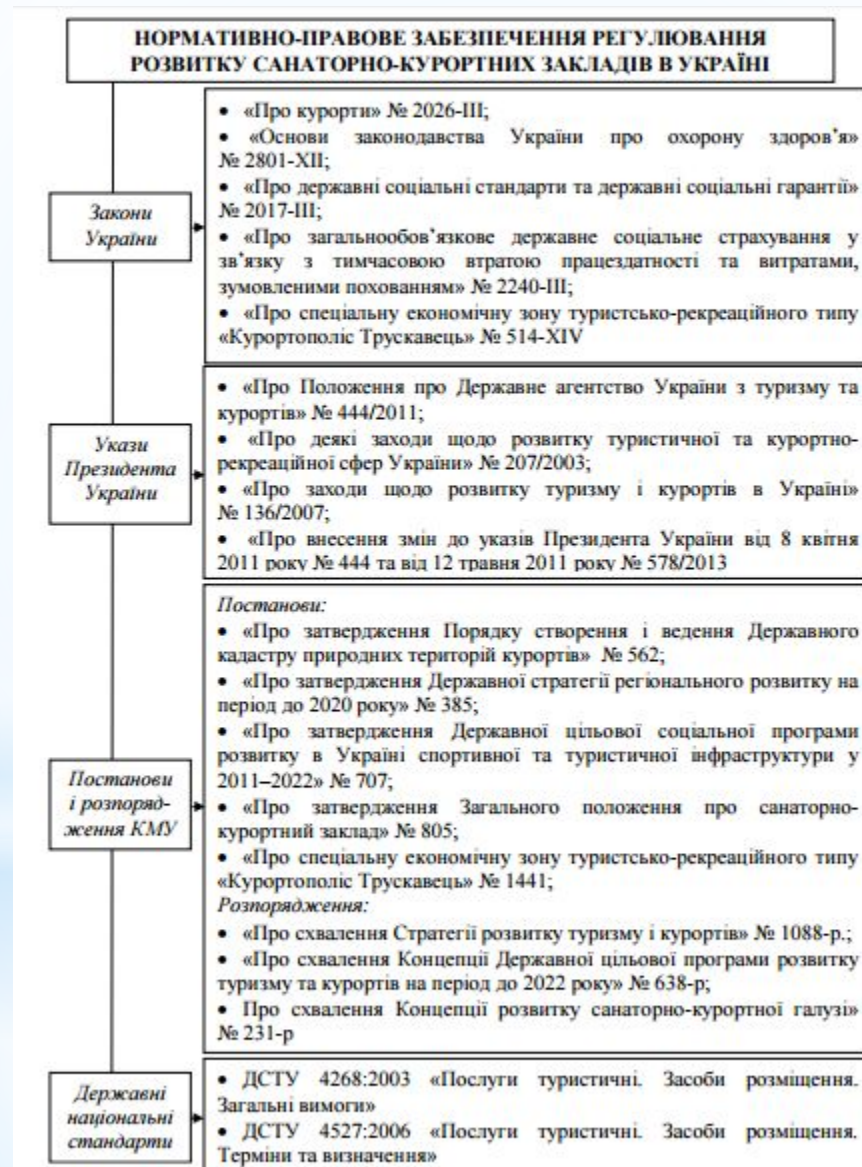 НОРМАТИВНО-ПРАВОВЕ ЗАБЕЗПЕЧЕННЯ РЕГУЛЮВАННЯ
РОЗВИТКУ САНАТОРНО-КУРОРТНИХ ЗАКЛАДІВ В УКРАЇНІ
Закони
України
• «Про курорти» № 2026-III;
• «Основи законодавства України про охорону здоров’я»
№ 2801-XII;
• «Про державні соціальні стандарти та державні соціальні гарантії»
№ 2017-III;
• «Про загальнообов’язкове державне соціальне страхування у
зв’язку з тимчасовою втратою працездатності та витратами,
зумовленими похованням» № 2240-III;
• «Про спеціальну економічну зону туристсько-рекреаційного типу
«Курортополіс Трускавець» № 514-XIV
Укази
Президента
України
• «Про Положення про Державне агентство України з туризму та
курортів» № 444/2011;
• «Про деякі заходи щодо розвитку туристичної та курортно-
рекреаційної сфер України» № 207/2003;
• «Про заходи щодо розвитку туризму і курортів в Україні»
№ 136/2007;
• «Про внесення змін до указів Президента України від 8 квітня
2011 року № 444 та від 12 травня 2011 року № 578/2013
Постанови
і розпоряд-
ження КМУ
Постанови:
• «Про затвердження Порядку створення і ведення Державного
кадастру природних територій курортів» № 562;
• «Про затвердження Державної стратегії регіонального розвитку на
період до 2020 року» № 385;
• «Про затвердження Державної цільової соціальної програми
розвитку в Україні спортивної та туристичної інфраструктури у
2011–2022» № 707;
• «Про затвердження Загального положення про санаторно-
курортний заклад» № 805;
• «Про спеціальну економічну зону туристсько-рекреаційного типу
«Курортополіс Трускавець» № 1441;
Розпорядження:
• «Про схвалення Стратегії розвитку туризму і курортів» № 1088-р.;
• «Про схвалення Концепції Державної цільової програми розвитку
туризму та курортів на період до 2022 року» № 638-р;
• Про схвалення Концепції розвитку санаторно-курортної галузі»
№ 231-р
Державні
національні
стандарти
• ДСТУ 4268:2003 «Послуги туристичні. Засоби розміщення.
Загальні вимоги»
• ДСТУ 4527:2006 «Послуги туристичні. Засоби розміщення.
Терміни та визначення»